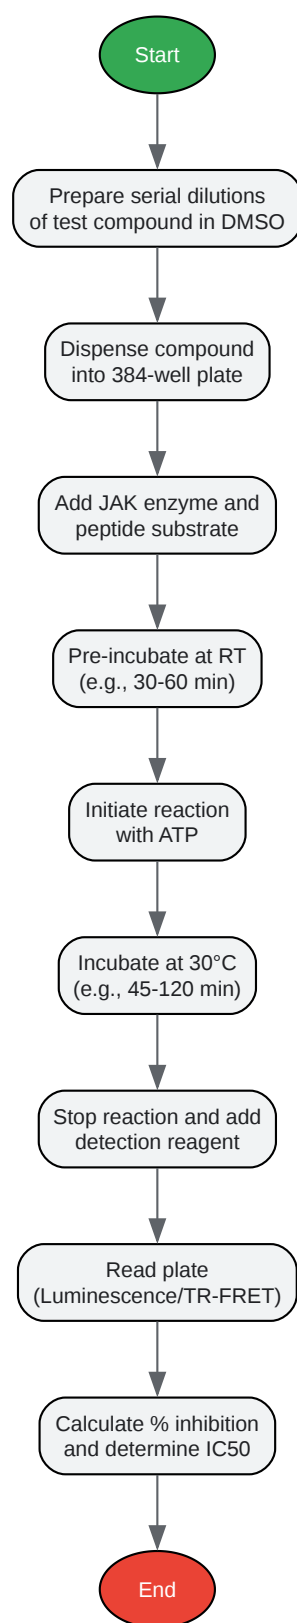 Start
Prepare serial dilutions
of test compound in DMSO
Dispense compound
into 384-well plate
Add JAK enzyme and
peptide substrate
Pre-incubate at RT
(e.g., 30-60 min)
Initiate reaction
with ATP
Incubate at 30°C
(e.g., 45-120 min)
Stop reaction and add
detection reagent
Read plate
(Luminescence/TR-FRET)
Calculate % inhibition
and determine IC50
End